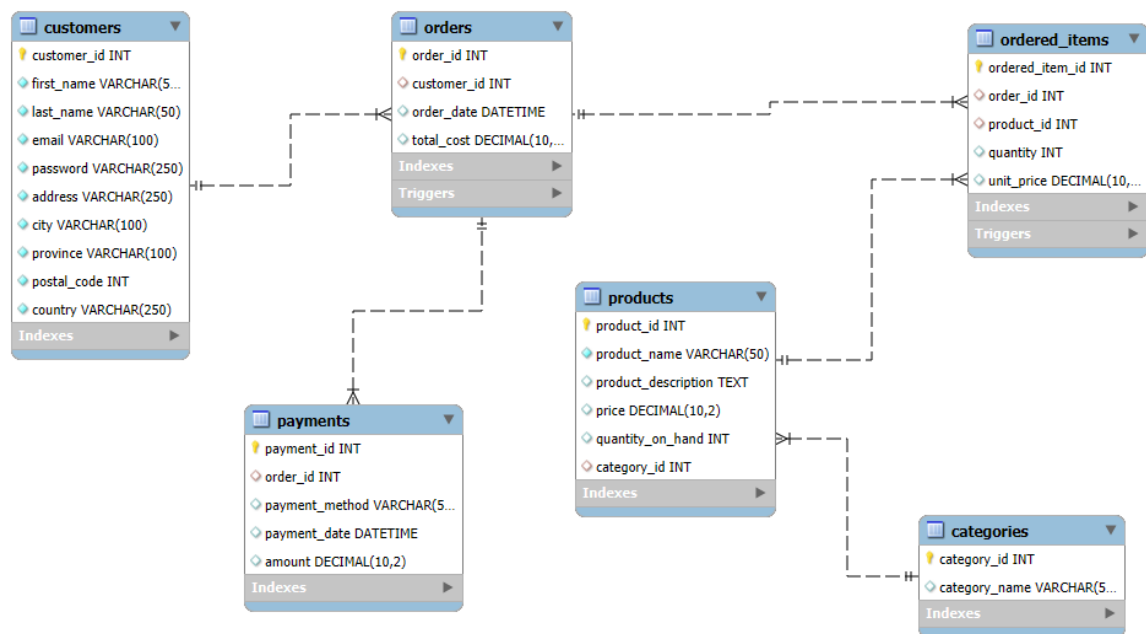 customers
customer_id INT
first_name VARCHAR(5...
last_name VARCHAR(50)
email VARCHAR(100)
password VARCHAR(250)
address VARCHAR(250)
city VARCHAR(100)
province VARCHAR(100)
postal_code INT
country VARCHAR(250)
Indexes
orders
order_id INT
customer_id INT
order_date DATETIME
total_cost DECIMAL(10,...
Indexes
Triggers
ordered_items
ordered_item_id INT
order_id INT
product_id INT
quantity INT
unit_price DECIMAL(10,...
Indexes
Triggers
products
product_id INT
product_name VARCHAR(50)
product_description TEXT
price DECIMAL(10,2)
quantity_on_hand INT
category_id INT
Indexes
payments
payment_id INT
order_id INT
payment_method VARCHAR(5...
payment_date DATETIME
amount DECIMAL(10,2)
Indexes
categories
category_id INT
category_name VARCHAR(5...
Indexes